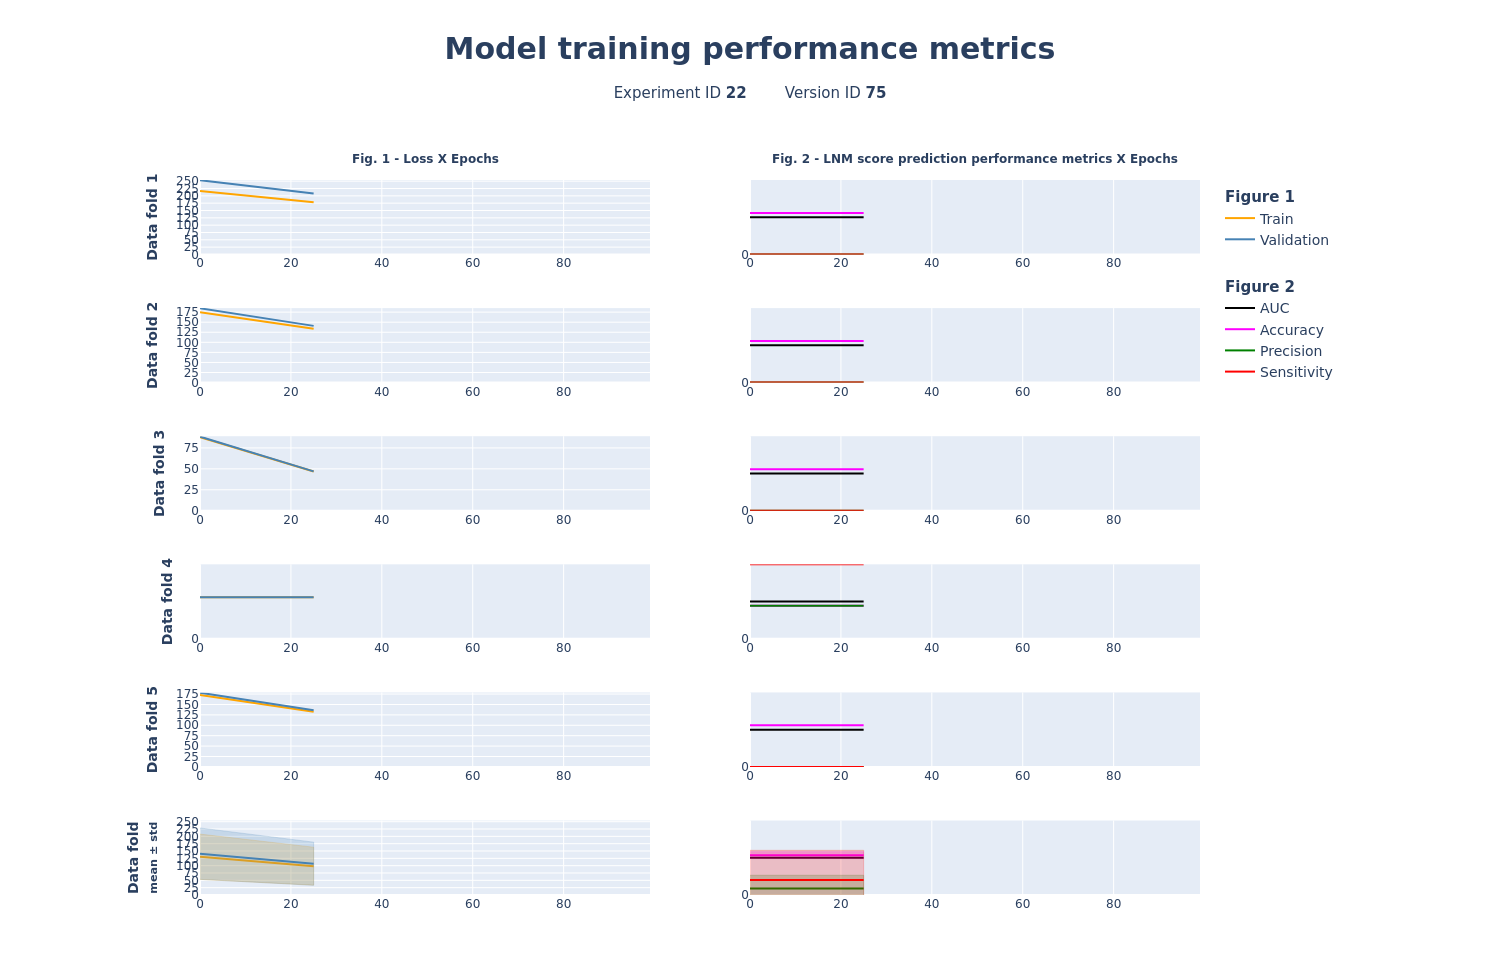 Model training performance metrics
Experiment ID 22 Version ID 75
Fig. 1 - Loss X Epochs
Fig. 2 - LNM score prediction performance metrics X Epochs
Data fold 1
250
225
200
175
150
125
100
75
50
25
0
0 20 40 60 80
0
0 20 40 60 80
Figure 1
Train
Validation
Figure 2
AUC
Accuracy
Precision
Sensitivity
Data fold 2
175
150
125
100
75
50
25
0
0 20 40 60 80
0
0 20 40 60 80
Data fold 3
75
50
25
0
0 20 40 60 80
0
0 20 40 60 80
Data fold 4
0
0 20 40 60 80
0
0 20 40 60 80
Data fold 5
175
150
125
100
75
50
25
0
0 20 40 60 80
0
0 20 40 60 80
Data fold
mean ± std
250
225
200
175
150
125
100
75
50
25
0
0 20 40 60 80
0
0 20 40 60 80